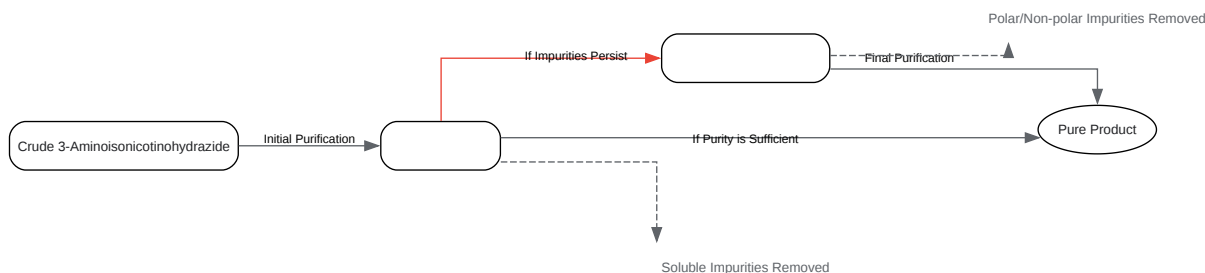 Polar/Non-polar Impurities Removed
If Impurities Persist
Final Purification
Pure Product
Initial Purification
If Purity is Sufficient
Crude 3-Aminoisonicotinohydrazide
Soluble Impurities Removed